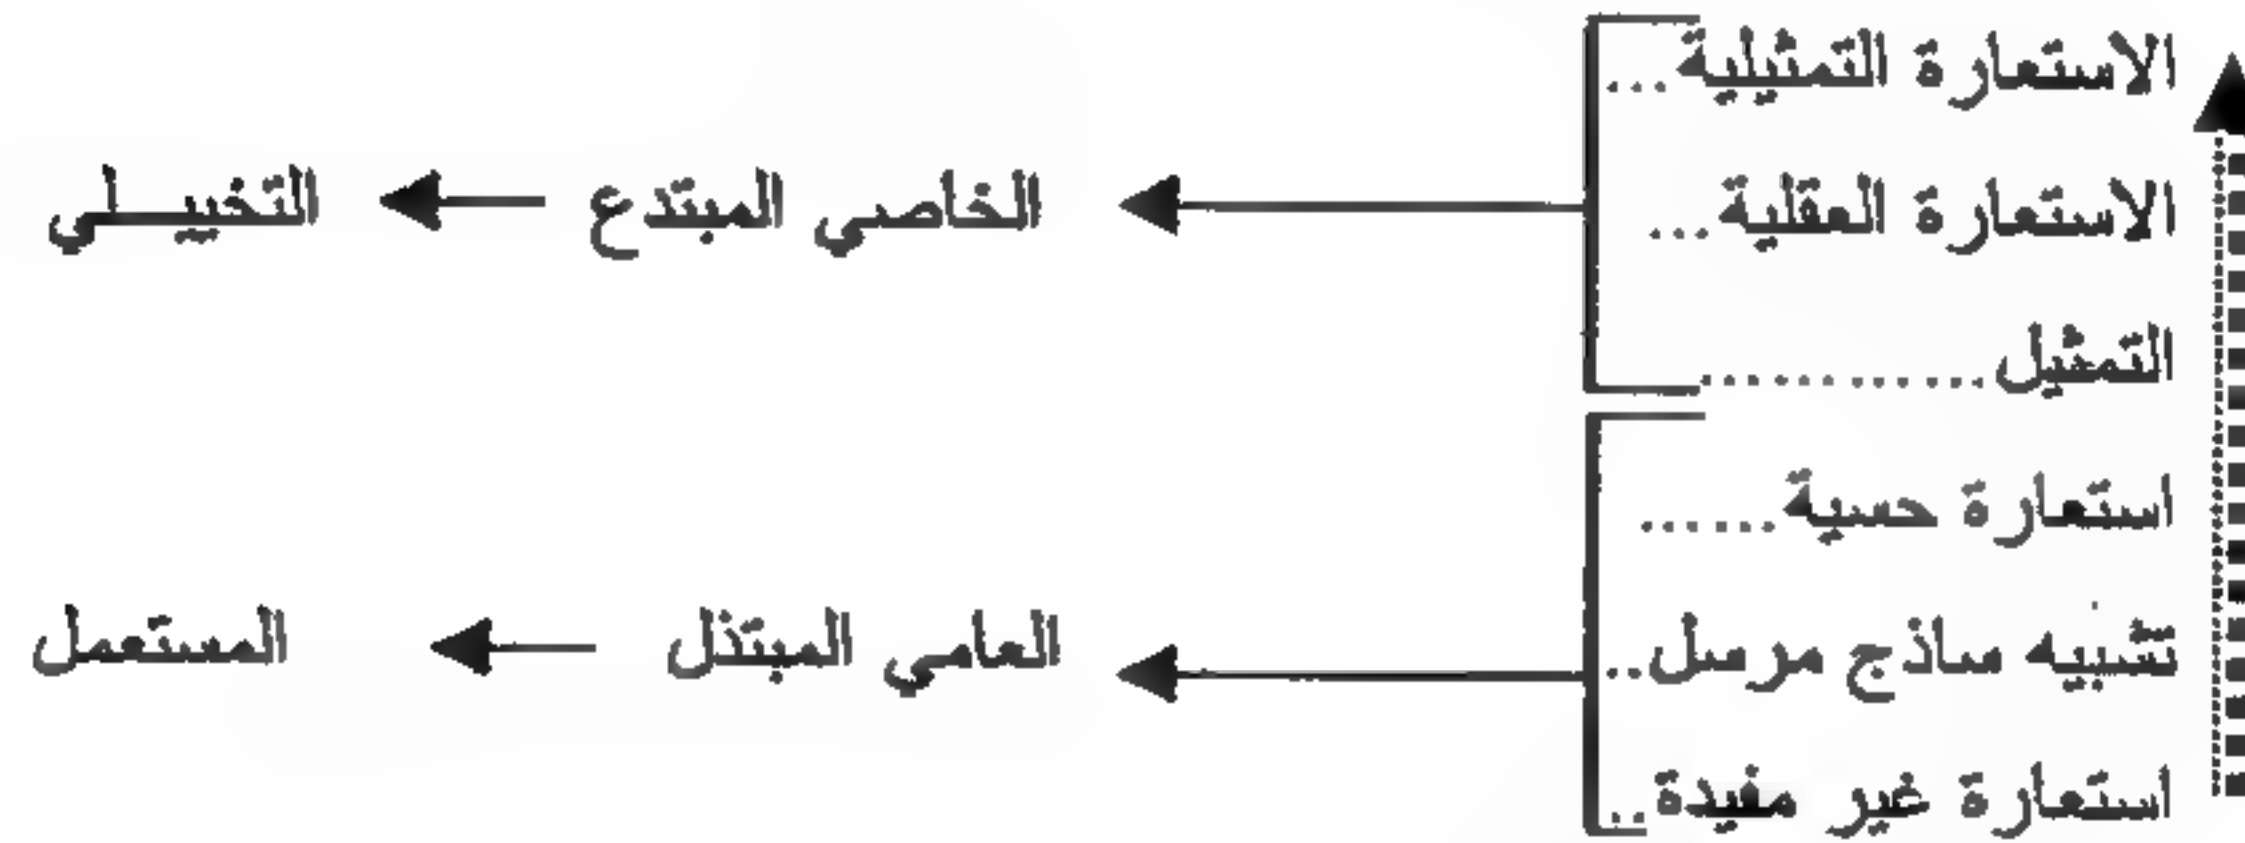 الاستعارة التمثيلية...
الاستعارة العقلية...
الخاصي المبتدع
التخييلي
التمثيل............
استعارة حسية......
تشبيه ساذج مرسل..
العامي المبتذل
المستعمل
استعارة غير مفيدة..